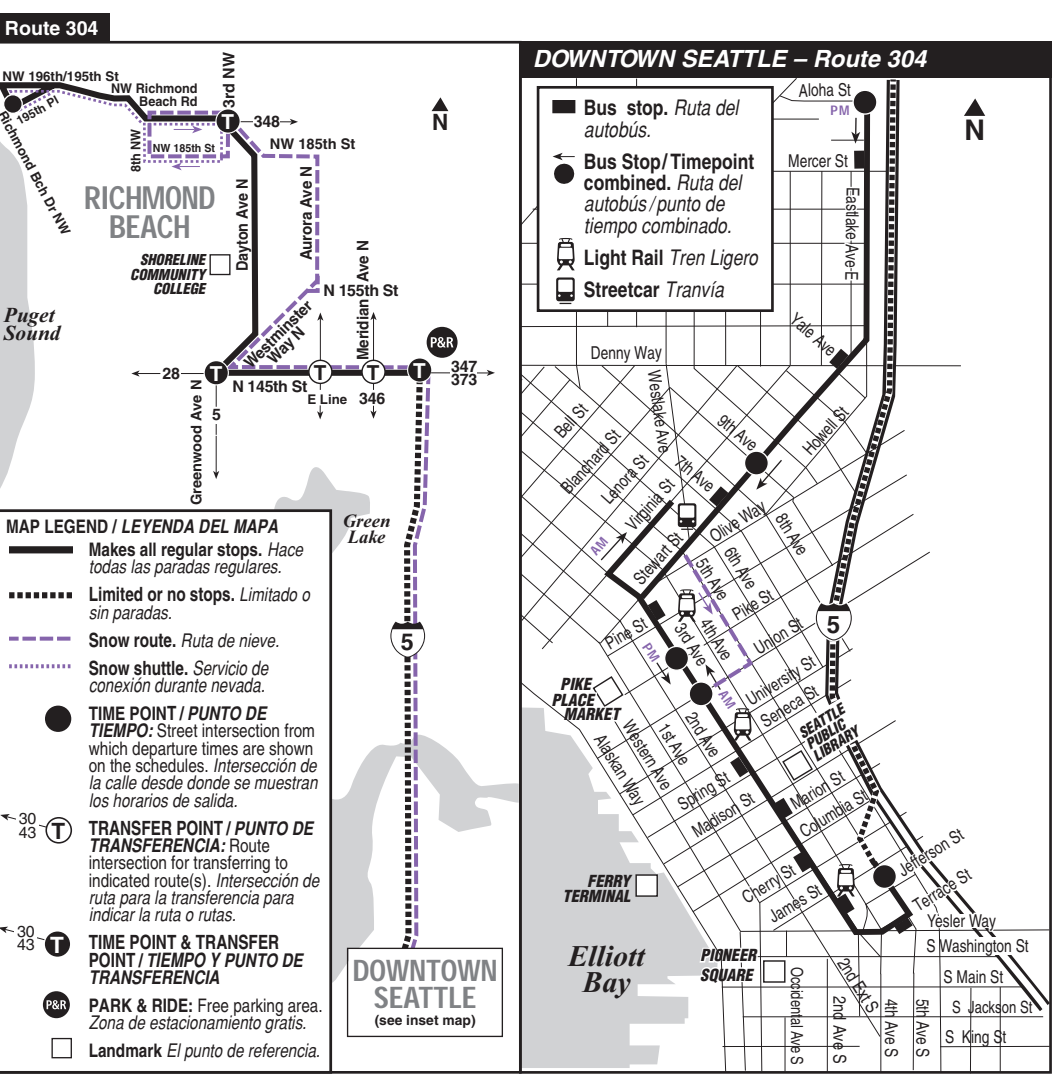 Route 304
NW 196th/195th St
195th Pl
Richmond Bch Dr NW
NW Richmond
Beach Rd
3rd NW
348
8th NW
NW 185th St
NW 185th St
RICHMOND
BEACH
Dayton Ave N
Aurora Ave N
SHORELINE
COMMUNITY
COLLEGE
N 155th St
Meridian Ave N
Westminster
Way N
Puget
Sound
P&R
28
T
T
T
T
T
347
373
N 145th St
E Line
346
5
Greenwood Ave N
Green
Lake
5
N
DOWNTOWN
SEATTLE
(see inset map)
MAP LEGEND / LEYENDA DEL MAPA
Makes all regular stops. Hace
todas las paradas regulares.
Limited or no stops. Limitado o
sin paradas.
Snow route. Ruta de nieve.
Snow shuttle. Servicio de
conexión durante nevada.
TIME POINT / PUNTO DE
TIEMPO: Street intersection from
which departure times are shown
on the schedules. Intersección de
la calle desde donde se muestran
los horarios de salida.
30
43
T
TRANSFER POINT / PUNTO DE
TRANSFERENCIA: Route
intersection for transferring to
indicated route(s). Intersección de
ruta para la transferencia para
indicar la ruta o rutas.
30
43
T
TIME POINT & TRANSFER
POINT / TIEMPO Y PUNTO DE
TRANSFERENCIA
P&R
PARK & RIDE: Free parking area.
Zona de estacionamiento gratis.
Landmark El punto de referencia.
DOWNTOWN SEATTLE – Route 304
Bus stop. Ruta del
autobús.
Bus Stop/Timepoint
combined. Ruta del
autobús/punto de
tiempo combinado.
Light Rail Tren Ligero
Streetcar Tranvía
Aloha St
PM
N
Mercer St
Eastlake Ave E
Yale Ave
Denny Way
Westlake Ave
Bell St
Blanchard St
Lenora St
Virginia St
9th Ave
Howell St
7th Ave
AM
Stewart St
Olive Way
8th Ave
6th Ave
5th Ave
Pike St
Pine St
4th Ave
3rd Ave
Union St
5
PM
AM
University St
Seneca St
PIKE
PLACE
MARKET
2nd Ave
1st Ave
Western Ave
Alaskan Way
SEATTLE
PUBLIC
LIBRARY
Spring St
Madison St
Marion St
Columbia St
Cherry St
James St
Jefferson St
Terrace St
FERRY
TERMINAL
Yesler Way
Elliott
Bay
PIONEER
SQUARE
S Washington St
S Main St
S Jackson St
S King St
Occidental Ave S
2nd Ave S
2nd Ext S
4th Ave S
5th Ave S